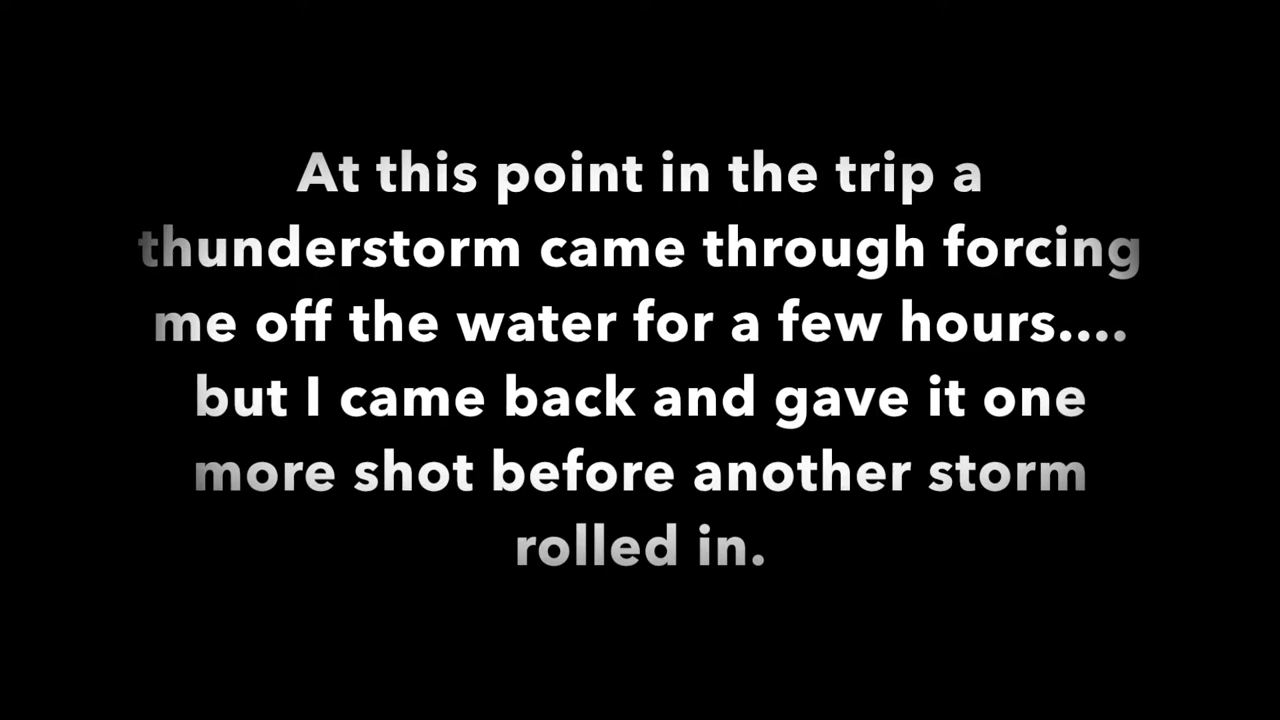 At this point in the trip a
thunderstorm came through forcing
me off the water for a few hours....
but I came back and gave it one
more shot before another storm
rolled in.